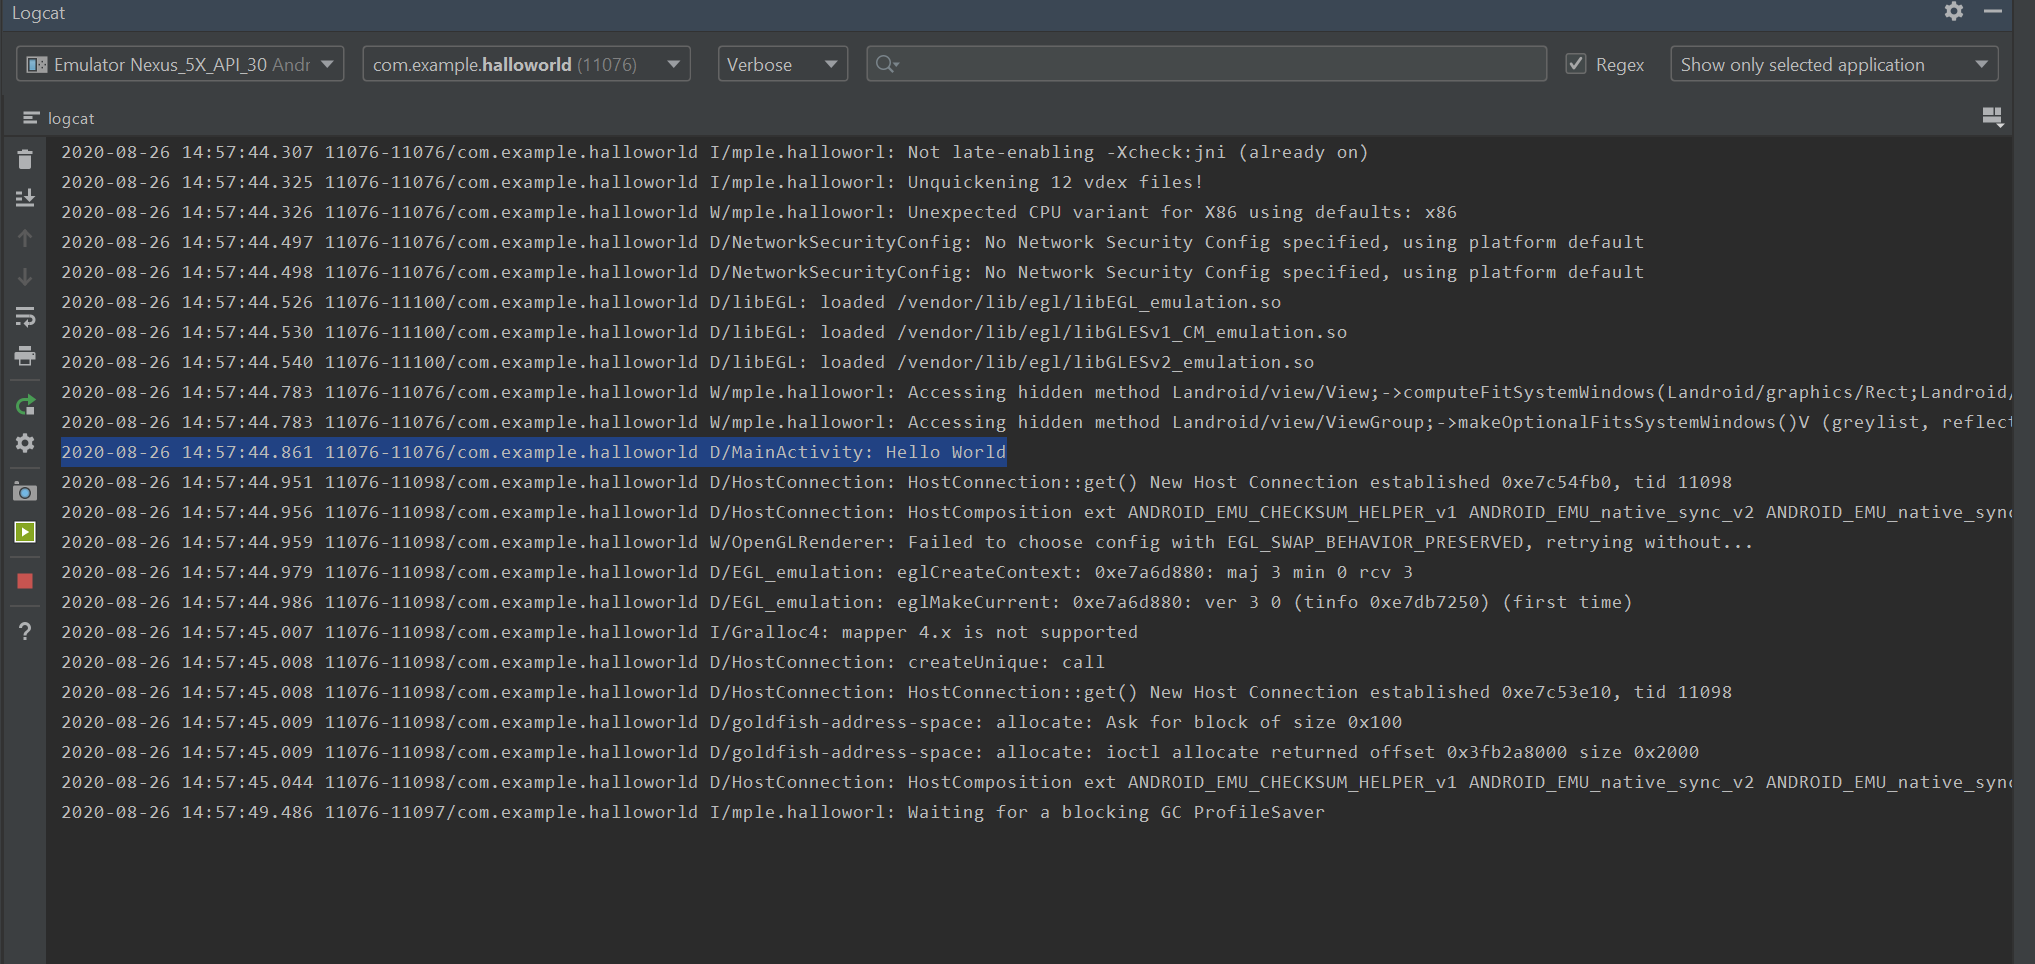 Logcat
Emulator Nexus_5X_API_30 Andr
com.example.halloworld (11076)
Verbose
Regex
Show only selected application
logcat
2020-08-26 14:57:44.307 11076-11076/com.example.halloworld I/mple.halloworl: Not late-enabling -Xcheck:jni (already on)
2020-08-26 14:57:44.325 11076-11076/com.example.halloworld I/mple.halloworl: Unquickening 12 vdex files!
2020-08-26 14:57:44.326 11076-11076/com.example.halloworld W/mple.halloworl: Unexpected CPU variant for X86 using defaults: x86
2020-08-26 14:57:44.497 11076-11076/com.example.halloworld D/NetworkSecurityConfig: No Network Security Config specified, using platform default
2020-08-26 14:57:44.498 11076-11076/com.example.halloworld D/NetworkSecurityConfig: No Network Security Config specified, using platform default
2020-08-26 14:57:44.526 11076-11100/com.example.halloworld D/libEGL: loaded /vendor/lib/egl/libEGL_emulation.so
2020-08-26 14:57:44.530 11076-11100/com.example.halloworld D/libEGL: loaded /vendor/lib/egl/libGLESv1_CM_emulation.so
2020-08-26 14:57:44.540 11076-11100/com.example.halloworld D/libEGL: loaded /vendor/lib/egl/libGLESv2_emulation.so
2020-08-26 14:57:44.783 11076-11076/com.example.halloworld W/mple.halloworl: Accessing hidden method Landroid/view/View;->computeFitSystemWindows(Landroid/graphics/Rect;Landroid/
2020-08-26 14:57:44.783 11076-11076/com.example.halloworld W/mple.halloworl: Accessing hidden method Landroid/view/ViewGroup;->makeOptionalFitsSystemWindows()V (greylist, reflect
2020-08-26 14:57:44.861 11076-11076/com.example.halloworld D/MainActivity: Hello World
2020-08-26 14:57:44.951 11076-11098/com.example.halloworld D/HostConnection: HostConnection::get() New Host Connection established 0xe7c54fb0, tid 11098
2020-08-26 14:57:44.956 11076-11098/com.example.halloworld D/HostConnection: HostComposition ext ANDROID_EMU_CHECKSUM_HELPER_v1 ANDROID_EMU_native_sync_v2 ANDROID_EMU_native_sync
2020-08-26 14:57:44.959 11076-11098/com.example.halloworld W/OpenGLRenderer: Failed to choose config with EGL_SWAP_BEHAVIOR_PRESERVED, retrying without...
2020-08-26 14:57:44.979 11076-11098/com.example.halloworld D/EGL_emulation: eglCreateContext: 0xe7a6d880: maj 3 min 0 rcv 3
2020-08-26 14:57:44.986 11076-11098/com.example.halloworld D/EGL_emulation: eglMakeCurrent: 0xe7a6d880: ver 3 0 (tinfo 0xe7db7250) (first time)
2020-08-26 14:57:45.007 11076-11098/com.example.halloworld I/Gralloc4: mapper 4.x is not supported
2020-08-26 14:57:45.008 11076-11098/com.example.halloworld D/HostConnection: createUnique: call
2020-08-26 14:57:45.008 11076-11098/com.example.halloworld D/HostConnection: HostConnection::get() New Host Connection established 0xe7c53e10, tid 11098
2020-08-26 14:57:45.009 11076-11098/com.example.halloworld D/goldfish-address-space: allocate: Ask for block of size 0x100
2020-08-26 14:57:45.009 11076-11098/com.example.halloworld D/goldfish-address-space: allocate: ioctl allocate returned offset 0x3fb2a8000 size 0x2000
2020-08-26 14:57:45.044 11076-11098/com.example.halloworld D/HostConnection: HostComposition ext ANDROID_EMU_CHECKSUM_HELPER_v1 ANDROID_EMU_native_sync_v2 ANDROID_EMU_native_sync
2020-08-26 14:57:49.486 11076-11097/com.example.halloworld I/mple.halloworl: Waiting for a blocking GC ProfileSaver